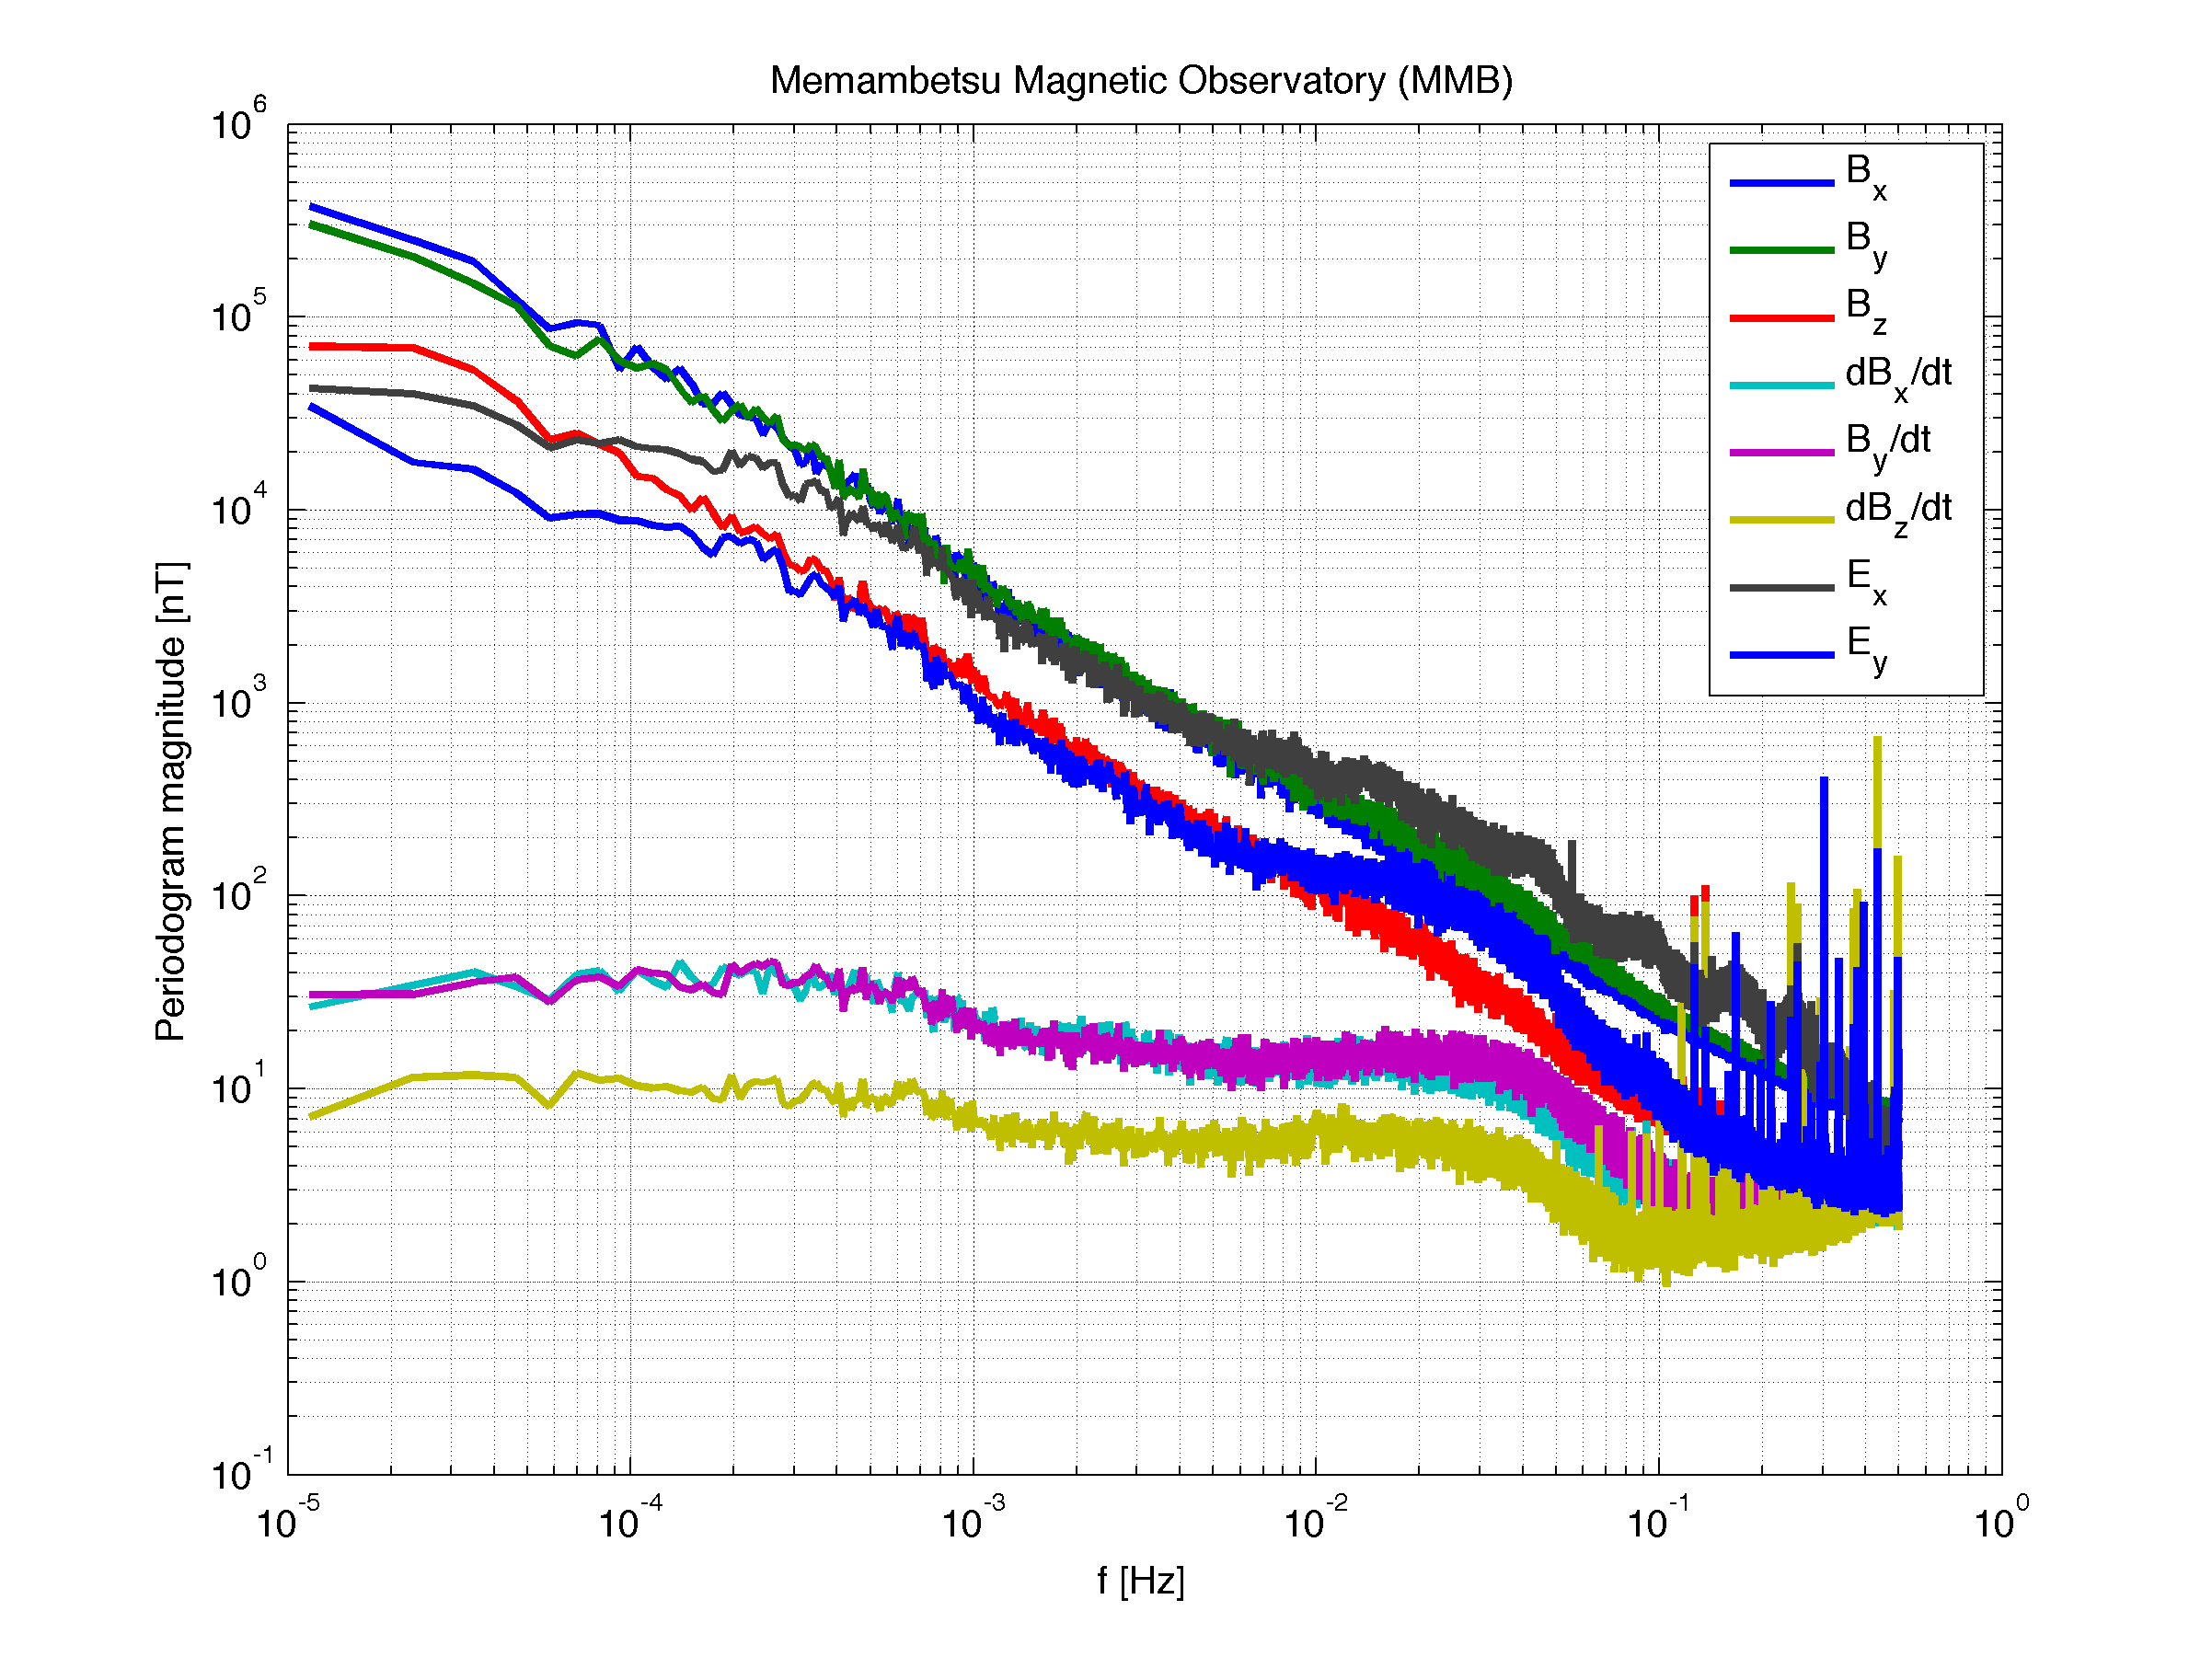 Memambetsu Magnetic Observatory (MMB)
10^6
10^5
10^4
10^3
10^2
10^1
10^0
10^-1
Periodogram magnitude [nT]
B_x
B_y
B_z
dB_x/dt
B_y/dt
dB_z/dt
E_x
E_y
10^-5 10^-4 10^-3 10^-2 10^-1 10^0
f [Hz]